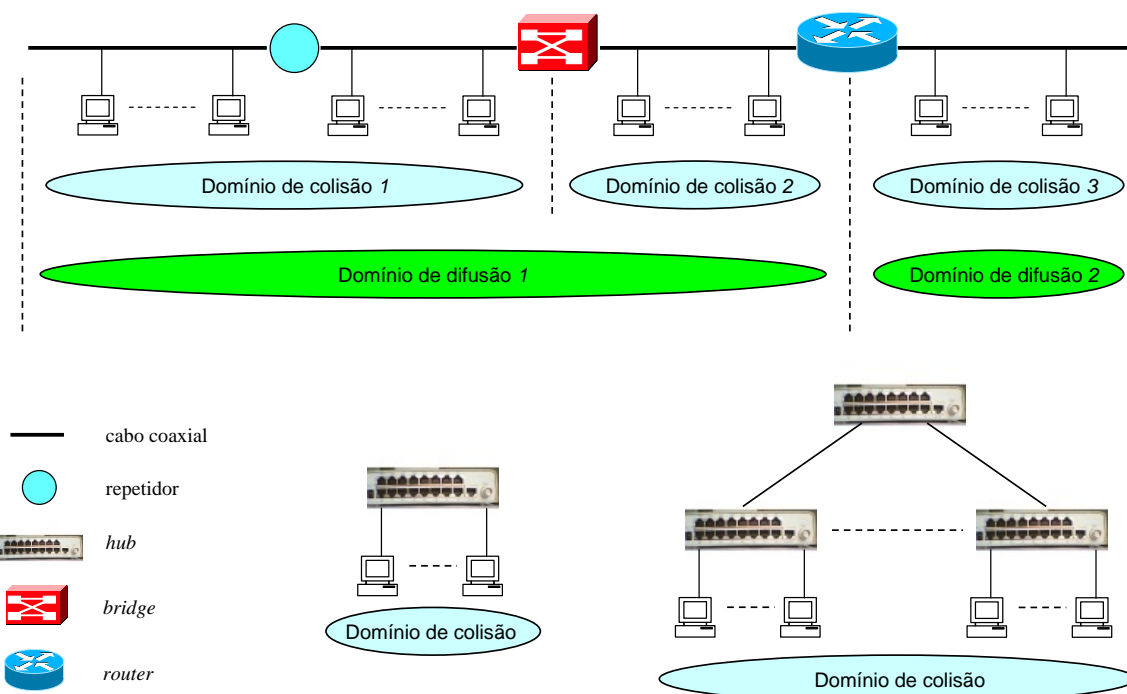 Domínio de colisão 1
Domínio de colisão 2
Domínio de colisão 3
Domínio de difusão 1
Domínio de difusão 2
cabo coaxial
repetidor
hub
bridge
router
Domínio de colisão
Domínio de colisão